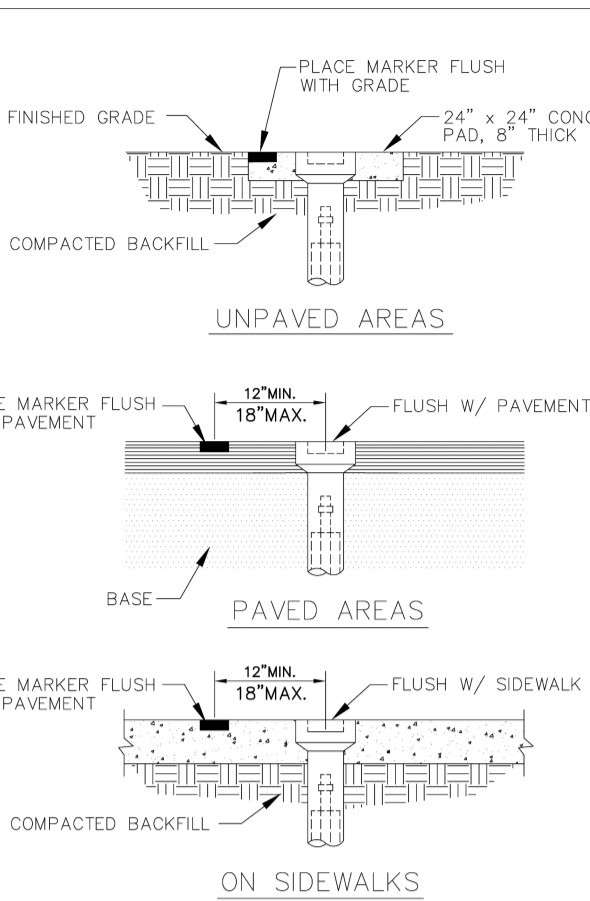 PLACE MARKER FLUSH
WITH GRADE
FINISHED GRADE
24" x 24" CONC
PAD, 8" THICK
COMPACTED BACKFILL
UNPAVED AREAS
12"MIN.
18"MAX.
MARKER FLUSH
PAVEMENT
FLUSH W/ PAVEMENT
BASE
PAVED AREAS
12"MIN.
18"MAX.
MARKER FLUSH
PAVEMENT
FLUSH W/ SIDEWALK
COMPACTED BACKFILL
ON SIDEWALKS